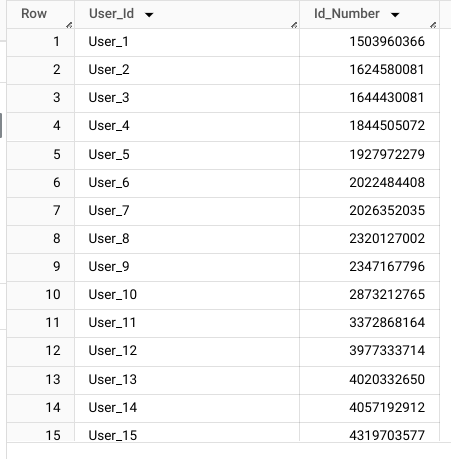 Row User_Id Id_Number
1 User_1 1503960366
2 User_2 1624580081
3 User_3 1644430081
4 User_4 1844505072
5 User_5 1927972279
6 User_6 2022484408
7 User_7 2026352035
8 User_8 2320127002
9 User_9 2347167796
10 User_10 2873212765
11 User_11 3372868164
12 User_12 3977333714
13 User_13 4020332650
14 User_14 4057192912
15 User_15 4319703577